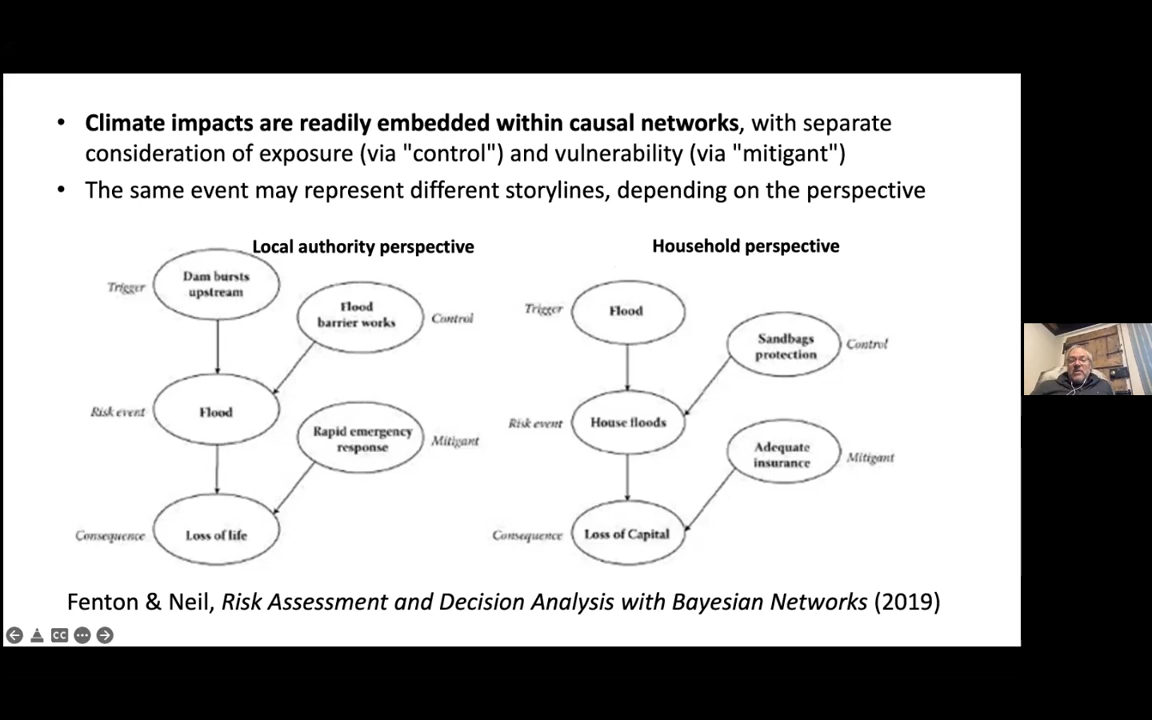 • Climate impacts are readily embedded within causal networks, with separate
consideration of exposure (via "control") and vulnerability (via "mitigant")
• The same event may represent different storylines, depending on the perspective
Local authority perspective
Trigger
Dam bursts
upstream
Flood
barrier works
Control
Risk event
Flood
Rapid emergency
response
Mitigant
Consequence
Loss of life
Household perspective
Trigger
Flood
Sandbags
protection
Control
Risk event
House floods
Adequate
insurance
Mitigant
Consequence
Loss of Capital
Fenton & Neil, Risk Assessment and Decision Analysis with Bayesian Networks (2019)
CC